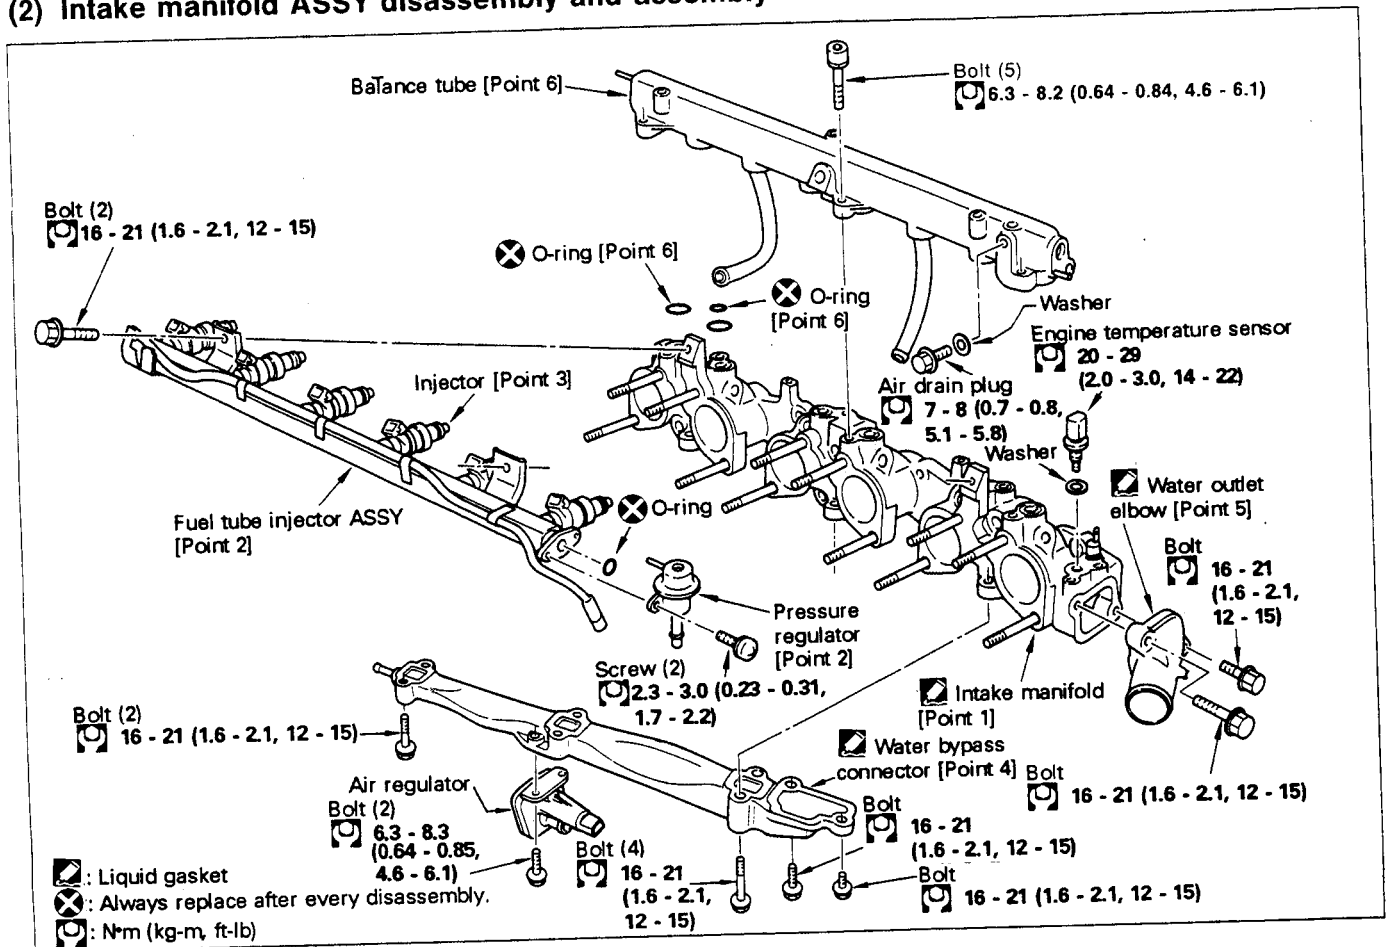 (2) Intake manifold ASSY disassembly and assembly
Balance tube [Point 6]
Bolt (5)
6.3 - 8.2 (0.64 - 0.84, 4.6 - 6.1)
Bolt (2)
16 - 21 (1.6 - 2.1, 12 - 15)
O-ring [Point 6]
O-ring
[Point 6]
Washer
Engine temperature sensor
20 - 29
(2.0 - 3.0, 14 - 22)
Injector [Point 3]
Air drain plug
7 - 8 (0.7 - 0.8,
5.1 - 5.8)
Washer
Water outlet
elbow [Point 5]
Fuel tube injector ASSY
[Point 2]
O-ring
Bolt
16 - 21
(1.6 - 2.1,
12 - 15)
Pressure
regulator
[Point 2]
Screw (2)
2.3 - 3.0 (0.23 - 0.31,
1.7 - 2.2)
Intake manifold
[Point 1]
Bolt (2)
16 - 21 (1.6 - 2.1, 12 - 15)
Water bypass
connector [Point 4]
Bolt
16 - 21 (1.6 - 2.1, 12 - 15)
Air regulator
Bolt (2)
6.3 - 8.3
(0.64 - 0.85,
4.6 - 6.1)
Bolt (4)
16 - 21
(1.6 - 2.1,
12 - 15)
Bolt
16 - 21
(1.6 - 2.1, 12 - 15)
Bolt
16 - 21 (1.6 - 2.1, 12 - 15)
: Liquid gasket
: Always replace after every disassembly.
: N•m (kg-m, ft-lb)